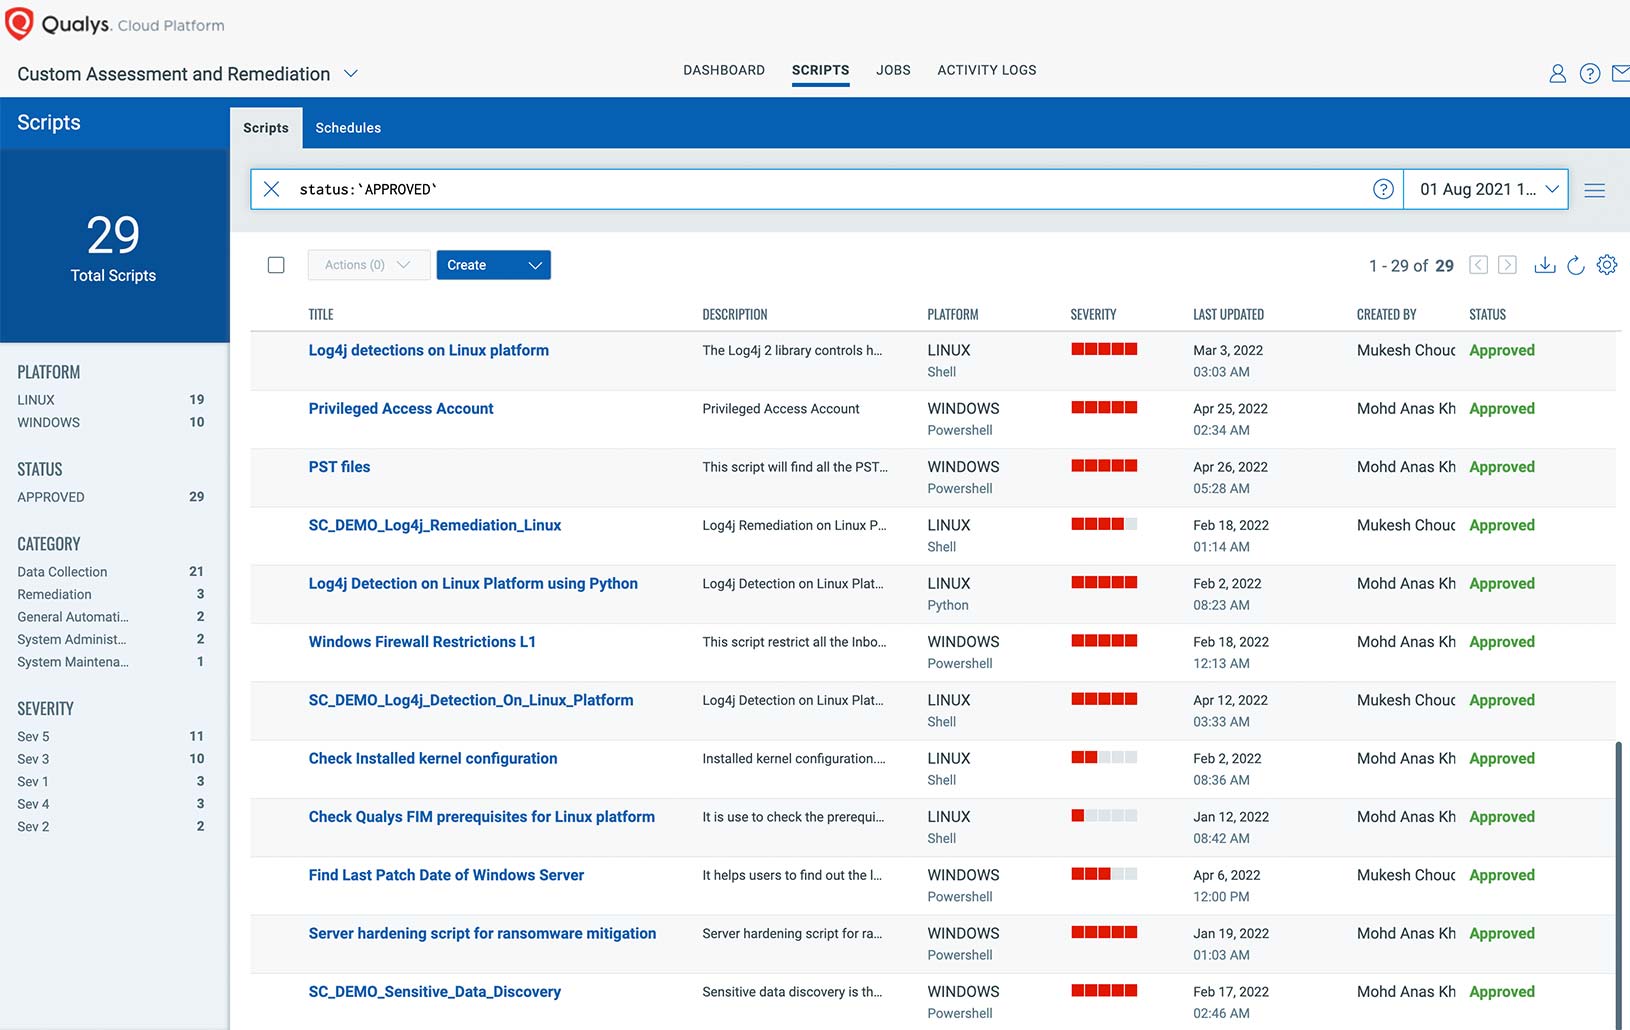 Qualys. Cloud Platform
Custom Assessment and Remediation
DASHBOARD SCRIPTS JOBS ACTIVITY LOGS
Scripts
Scripts Schedules
29
Total Scripts
status:`APPROVED`
01 Aug 2021 1...
Actions (0) Create 1 - 29 of 29
PLATFORM
LINUX 19
WINDOWS 10
STATUS
APPROVED 29
CATEGORY
Data Collection 21
Remediation 3
General Automati... 2
System Administ... 2
System Maintena... 1
SEVERITY
Sev 5 11
Sev 3 10
Sev 1 3
Sev 4 3
Sev 2 2
TITLE DESCRIPTION PLATFORM SEVERITY LAST UPDATED CREATED BY STATUS
Log4j detections on Linux platform The Log4j 2 library controls h... LINUX Mar 3, 2022 Mukesh Chouc Approved
Shell 03:03 AM
Privileged Access Account Privileged Access Account WINDOWS Apr 25, 2022 Mohd Anas Kh Approved
Powershell 02:34 AM
PST files This script will find all the PST... WINDOWS Apr 26, 2022 Mohd Anas Kh Approved
Powershell 05:28 AM
SC_DEMO_Log4j_Remediation_Linux Log4j Remediation on Linux P... LINUX Feb 18, 2022 Mukesh Chouc Approved
Shell 01:14 AM
Log4j Detection on Linux Platform using Python Log4j Detection on Linux Plat... LINUX Feb 2, 2022 Mohd Anas Kh Approved
Python 08:23 AM
Windows Firewall Restrictions L1 This script restrict all the Inbo... WINDOWS Feb 18, 2022 Mohd Anas Kh Approved
Powershell 12:13 AM
SC_DEMO_Log4j_Detection_On_Linux_Platform Log4j Detection on Linux Plat... LINUX Apr 12, 2022 Mukesh Chouc Approved
Shell 03:33 AM
Check Installed kernel configuration Installed kernel configuration.... LINUX Feb 2, 2022 Mohd Anas Kh Approved
Shell 08:36 AM
Check Qualys FIM prerequisites for Linux platform It is use to check the prerequi... LINUX Jan 12, 2022 Mohd Anas Kh Approved
Shell 08:42 AM
Find Last Patch Date of Windows Server It helps users to find out the l... WINDOWS Apr 6, 2022 Mukesh Chouc Approved
Powershell 12:00 PM
Server hardening script for ransomware mitigation Server hardening script for ra... WINDOWS Jan 19, 2022 Mohd Anas Kh Approved
Powershell 01:03 AM
SC_DEMO_Sensitive_Data_Discovery Sensitive data discovery is th... WINDOWS Feb 17, 2022 Mohd Anas Kh Approved
Powershell 02:46 AM